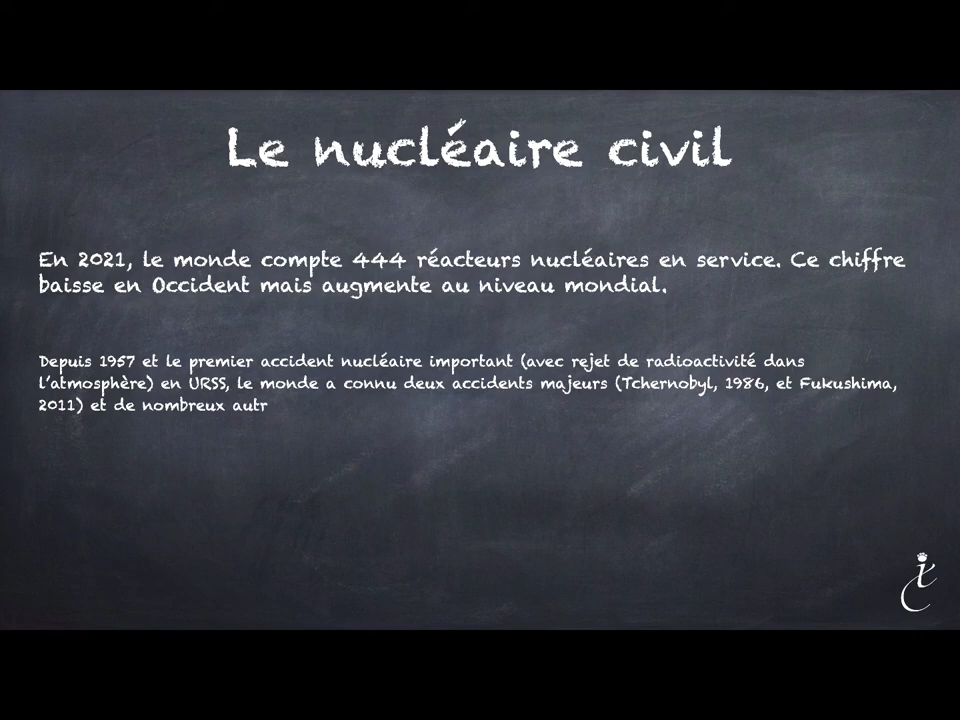 Le nucléaire civil
En 2021, le monde compte 444 réacteurs nucléaires en service. Ce chiffre
baisse en Occident mais augmente au niveau mondial.
Depuis 1957 et le premier accident nucléaire important (avec rejet de radioactivité dans
l'atmosphère) en URSS, le monde a connu deux accidents majeurs (Tchernobyl, 1986, et Fukushima,
2011) et de nombreux autr